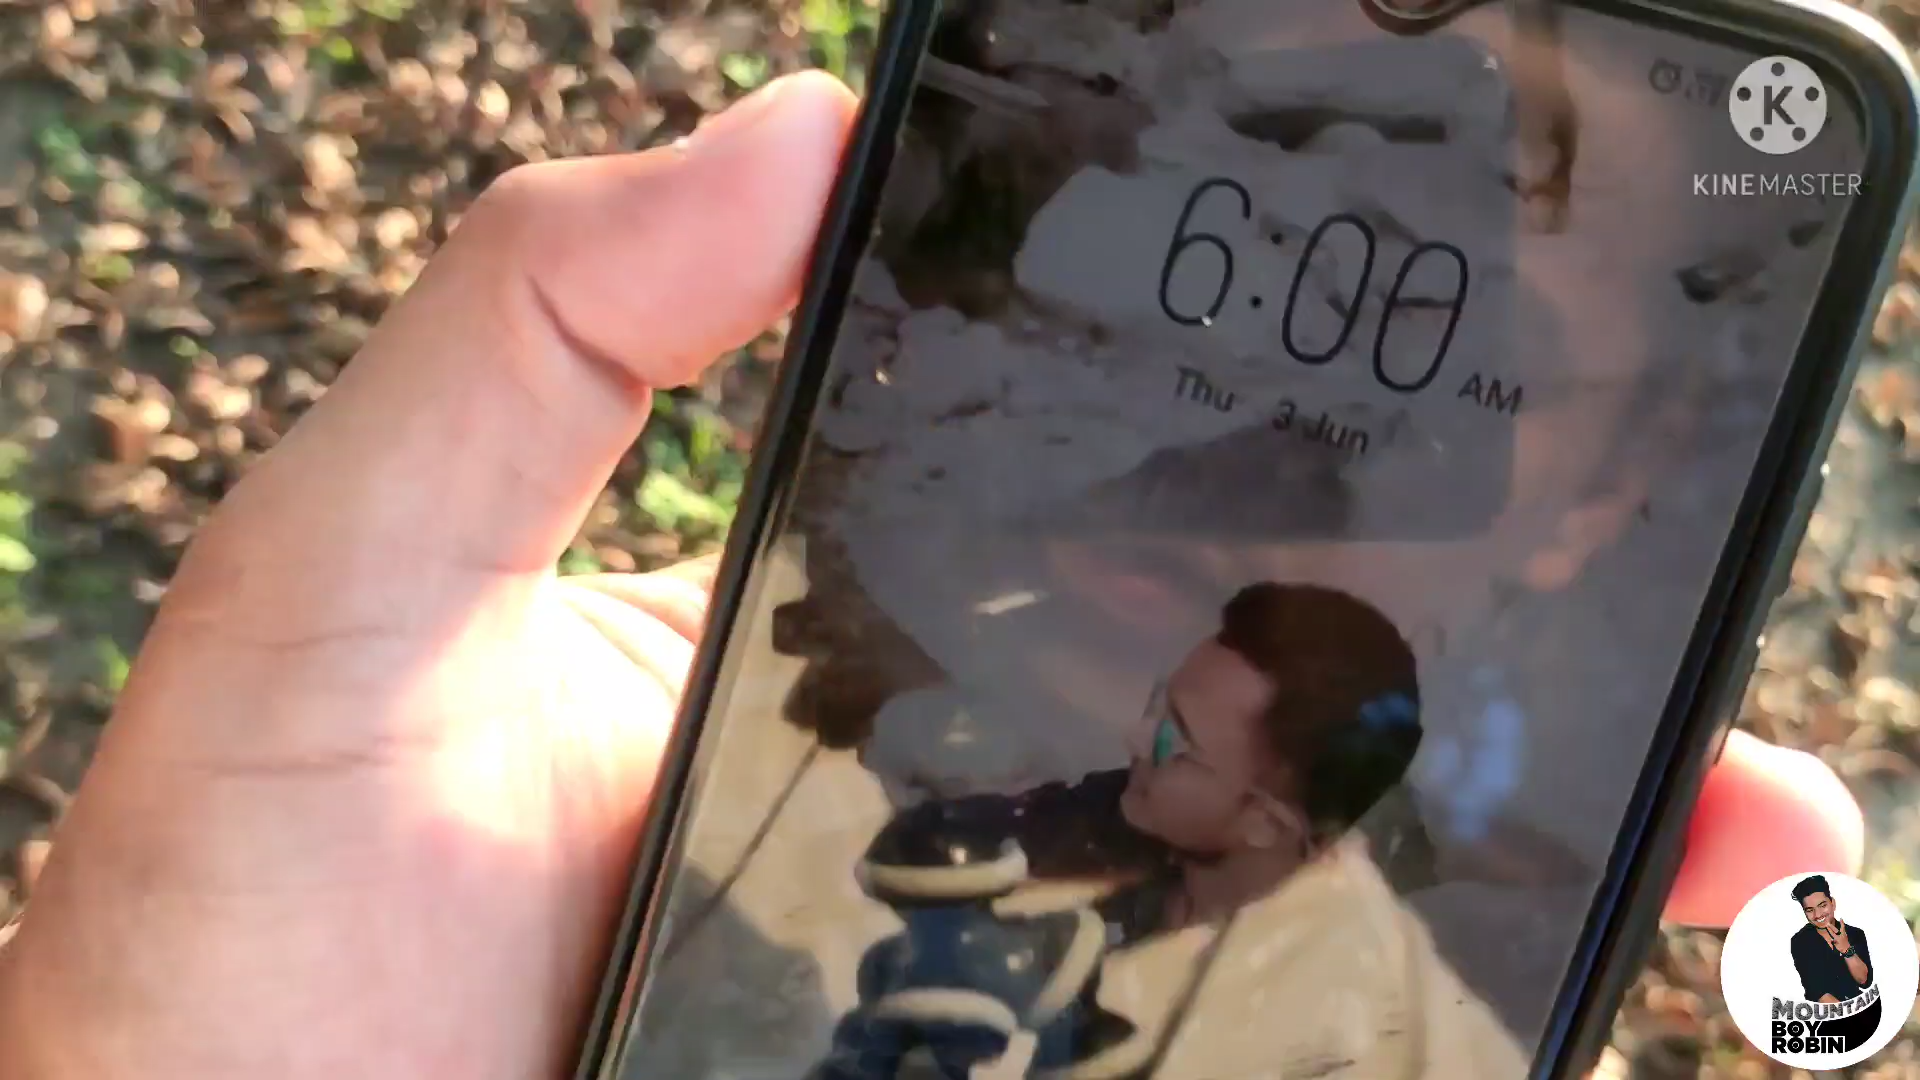 KINEMASTER
6:00 AM
Thu 3 Jun
MOUNTAIN
BOY
ROBIN